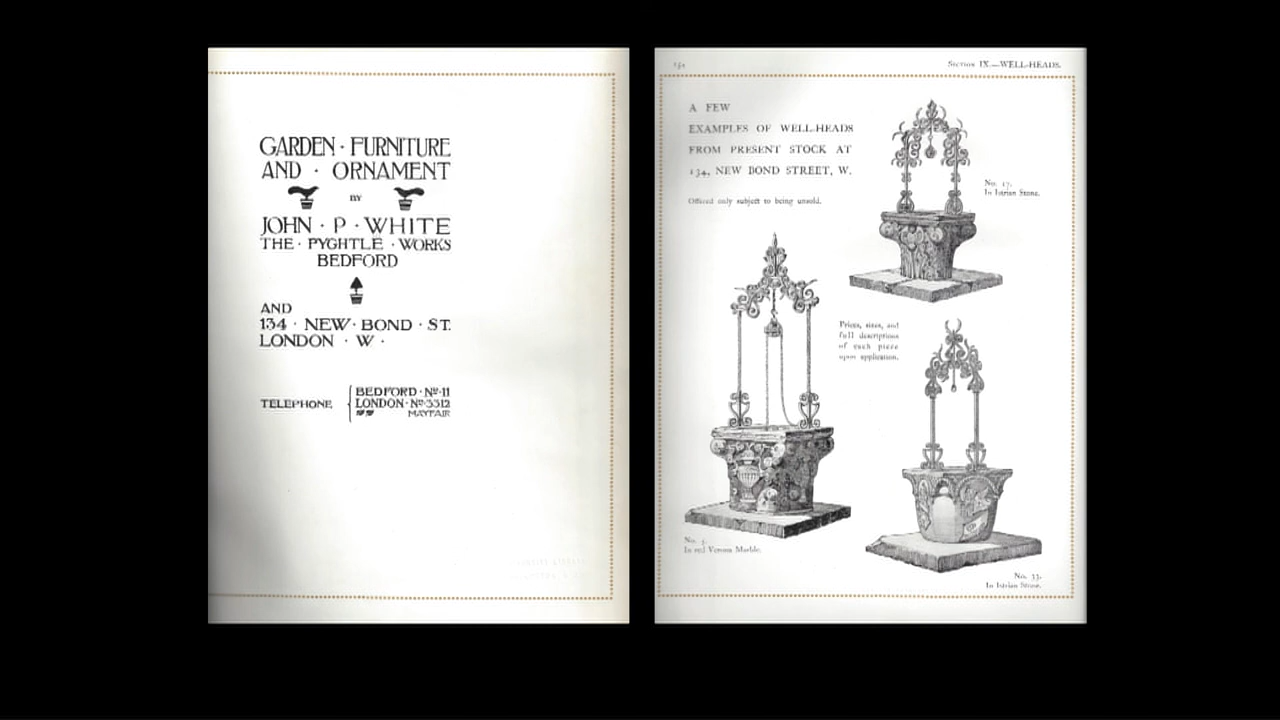 GARDEN · FURNITURE
AND · ORNAMENT
BY
JOHN · P · WHITE
THE · PYGHTLE · WORKS
BEDFORD
AND
134 · NEW · BOND · ST.
LONDON · W ·
TELEPHONE
BEDFORD · No. 11
LONDON · No. 5312
MAYFAIR
Section IX.—WELL-HEADS.
A FEW
EXAMPLES OF WELL-HEADS
FROM PRESENT STOCK AT
134, NEW BOND STREET, W.
Offered only subject to being unsold.
No. 17.
In Istrian Stone.
Prices, sizes, and
full descriptions
of each piece
upon application.
No. 5.
In red Verona Marble.
No. 33.
In Istrian Stone.